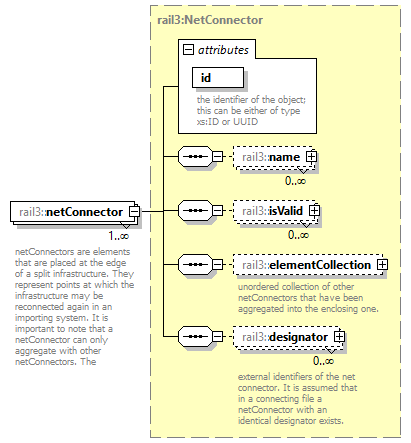 rail3:NetConnector
attributes
id
the identifier of the object;
this can be either of type
xs:ID or UUID
rail3::name
0..∞
rail3::netConnector
1..∞
netConnectors are elements
that are placed at the edge
of a split infrastructure. They
represent points at which the
infrastructure may be
reconnected again in an
importing system. It is
important to note that a
netConnector can only
aggregate with other
netConnectors. The
rail3::isValid
0..∞
rail3::elementCollection
unordered collection of other
netConnectors that have been
aggregated into the enclosing one.
rail3::designator
0..∞
external identifiers of the net
connector. It is assumed that
in a connecting file a
netConnector with an
identical designator exists.